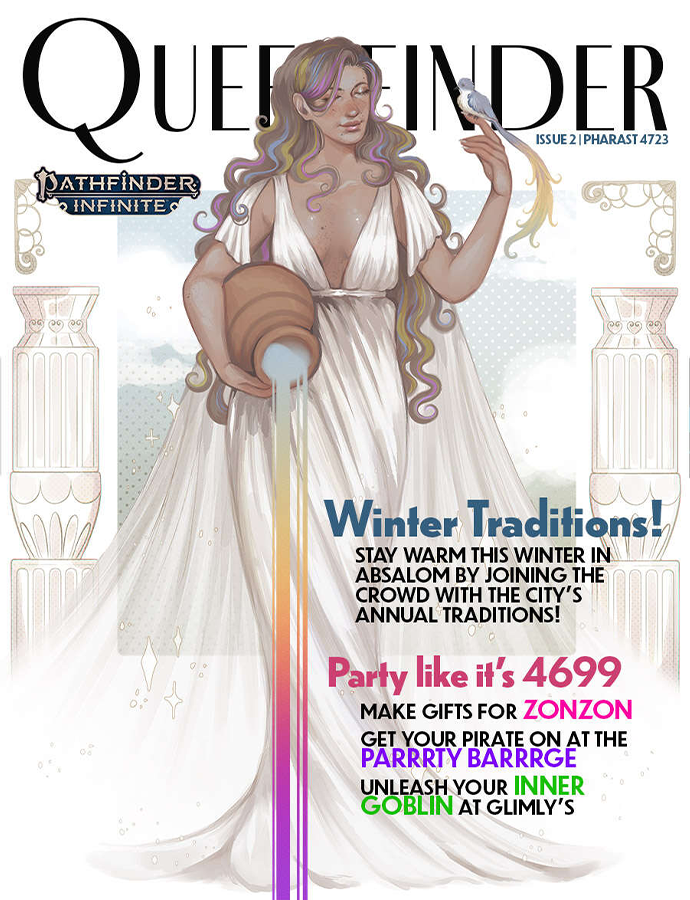 QUEERFINDER
ISSUE 2 | PHARAST 4723
PATHFINDER
INFINITE
Winter Traditions!
STAY WARM THIS WINTER IN
ABSALOM BY JOINING THE
CROWD WITH THE CITY'S
ANNUAL TRADITIONS!
Party like it's 4699
MAKE GIFTS FOR ZONZON
GET YOUR PIRATE ON AT THE
PARRRTY BARRRGE
UNLEASH YOUR INNER
GOBLIN AT GLIMLY'S